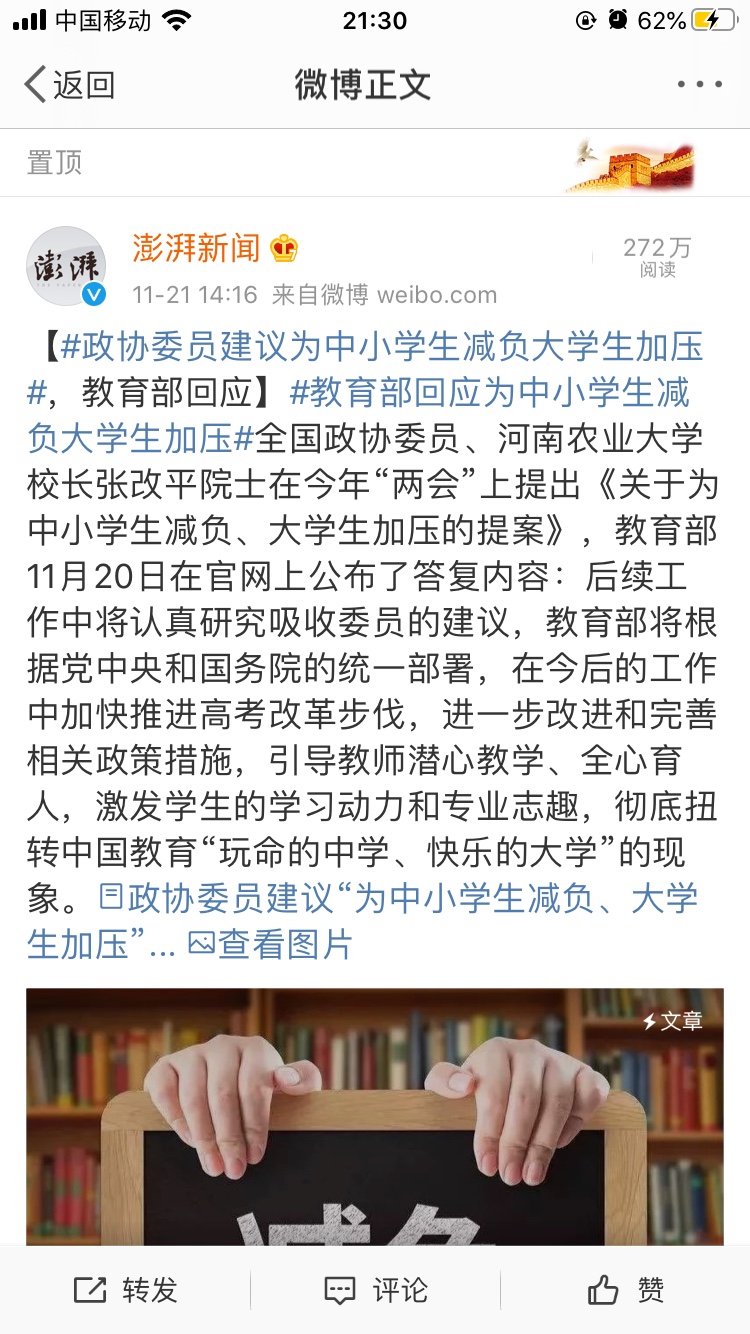 中国移动 21:30 62%
返回 微博正文
置顶
澎湃
澎湃新闻 272万
阅读
11-21 14:16 来自微博 weibo.com
【#政协委员建议为中小学生减负大学生加压
#，教育部回应】#教育部回应为中小学生减
负大学生加压#全国政协委员、河南农业大学
校长张改平院士在今年“两会”上提出《关于为
中小学生减负、大学生加压的提案》，教育部
11月20日在官网上公布了答复内容：后续工
作中将认真研究吸收委员的建议，教育部将根
据党中央和国务院的统一部署，在今后的工作
中加快推进高考改革步伐，进一步改进和完善
相关政策措施，引导教师潜心教学、全心育
人，激发学生的学习动力和专业志趣，彻底扭
转中国教育“玩命的中学、快乐的大学”的现
象。政协委员建议“为中小学生减负、大学
生加压”... 查看图片
文章
减负
转发 评论 赞